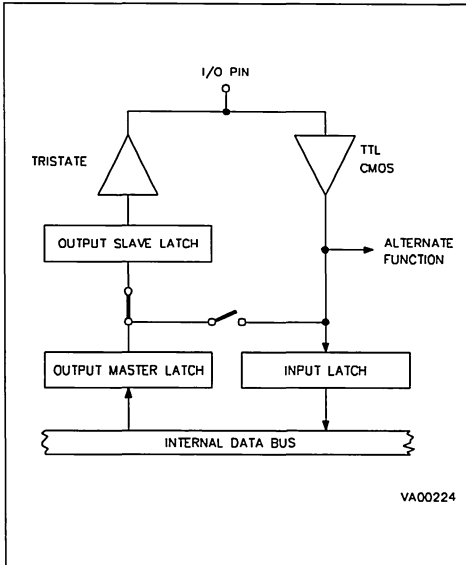 I/O PIN
TRISTATE
TTL
CMOS
OUTPUT SLAVE LATCH
ALTERNATE
FUNCTION
OUTPUT MASTER LATCH
INPUT LATCH
INTERNAL DATA BUS
VA00224